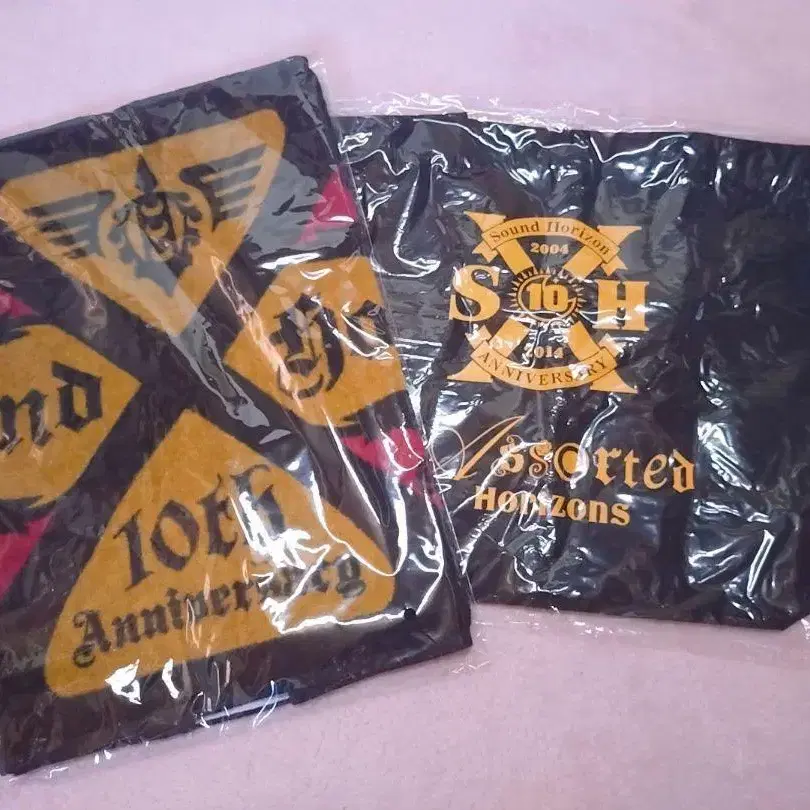 nd
10th
Anniversary
Sound Horizon
2004
S 10 H
2014
ANNIVERSARY
Assorted
Horizons